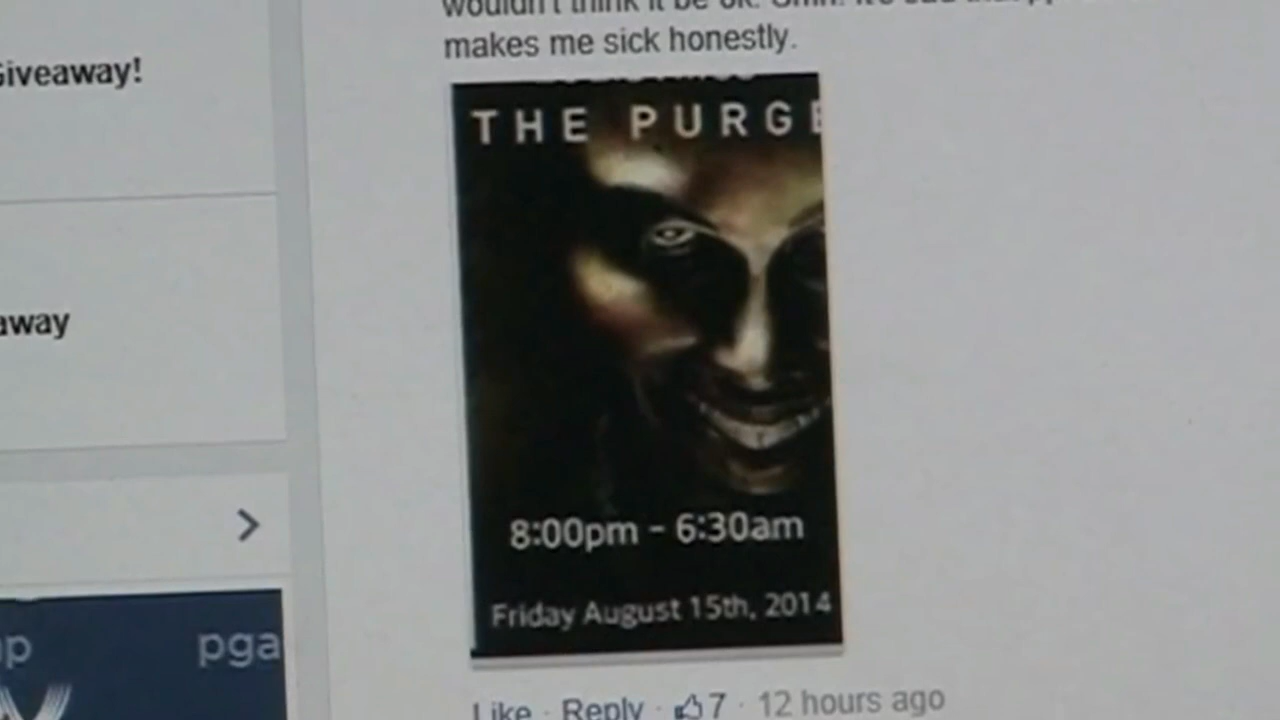 Giveaway!
away
pga
makes me sick honestly.
THE PURGE
8:00pm - 6:30am
Friday August 15th, 2014
Like · Reply · 7 · 12 hours ago